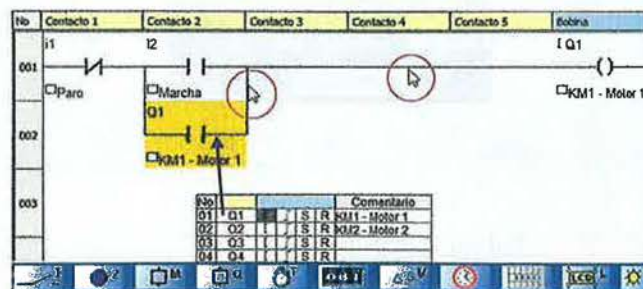 No Contacto 1 Contacto 2 Contacto 3 Contacto 4 Contacto 5 Bobina
i1 I2 [ Q1
001
Paro Marcha KM1 - Motor 1
Q1
002
KM1 - Motor 1
003
No Comentario
01 Q1 S R KM1 - Motor 1
02 Q2 S R KM2 - Motor 2
03 Q3 S R
04 Q4 S R